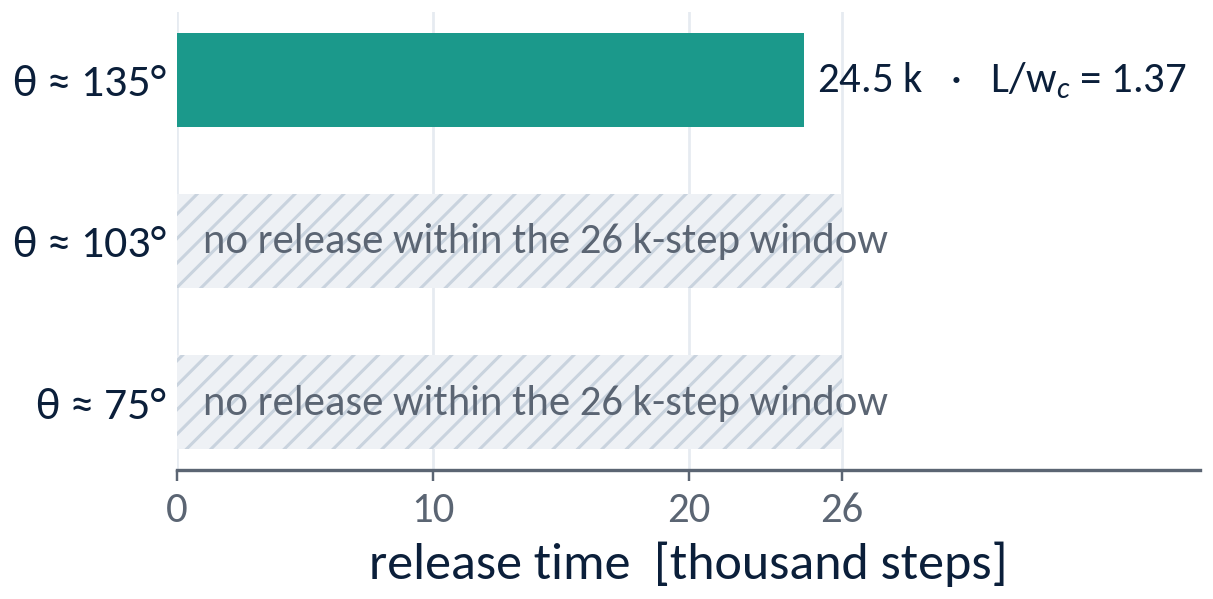 θ ≈ 135° 24.5 k · L/w_c = 1.37
θ ≈ 103° no release within the 26 k-step window
θ ≈ 75° no release within the 26 k-step window
0 10 20 26
release time [thousand steps]